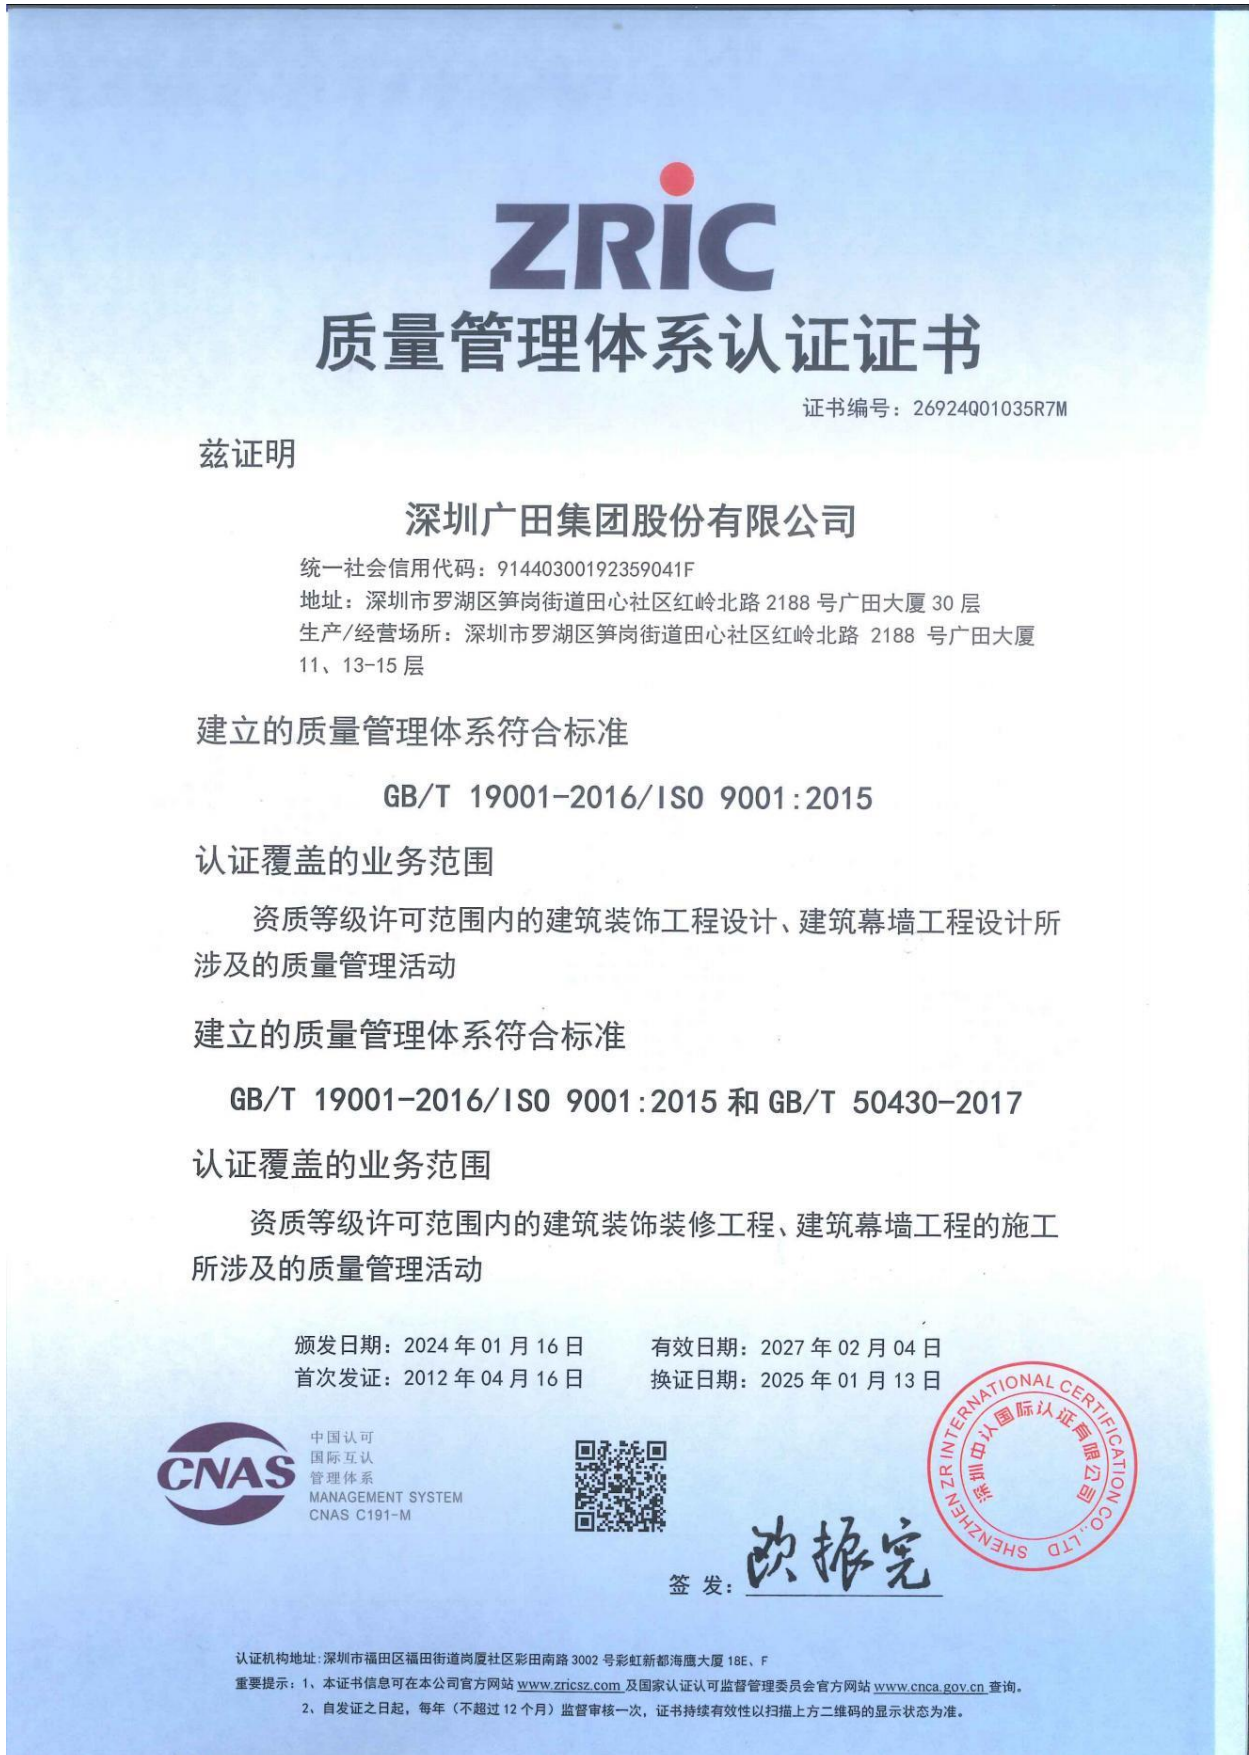 ZRIC
质量管理体系认证证书
证书编号：26924Q01035R7M
兹证明
深圳广田集团股份有限公司
统一社会信用代码：91440300192359041F
地址：深圳市罗湖区笋岗街道田心社区红岭北路 2188 号广田大厦 30 层
生产/经营场所：深圳市罗湖区笋岗街道田心社区红岭北路 2188 号广田大厦
11、13-15 层
建立的质量管理体系符合标准
GB/T 19001-2016/ISO 9001:2015
认证覆盖的业务范围
资质等级许可范围内的建筑装饰工程设计、建筑幕墙工程设计所
涉及的质量管理活动
建立的质量管理体系符合标准
GB/T 19001-2016/ISO 9001:2015 和 GB/T 50430-2017
认证覆盖的业务范围
资质等级许可范围内的建筑装饰装修工程、建筑幕墙工程的施工
所涉及的质量管理活动
颁发日期：2024 年 01 月 16 日 有效日期：2027 年 02 月 04 日
首次发证：2012 年 04 月 16 日 换证日期：2025 年 01 月 13 日
CNAS
中国认可
国际互认
管理体系
MANAGEMENT SYSTEM
CNAS C191-M
SHENZHEN ZR INTERNATIONAL CERTIFICATION CO., LTD
深圳中认国际认证有限公司
签 发：欧振宪
认证机构地址：深圳市福田区福田街道岗厦社区彩田南路 3002 号彩虹新都海鹰大厦 18E、F
重要提示：1、本证书信息可在本公司官方网站 www.zricsz.com 及国家认证认可监督管理委员会官方网站 www.cnca.gov.cn 查询。
2、自发证之日起，每年（不超过 12 个月）监督审核一次，证书持续有效性以扫描上方二维码的显示状态为准。